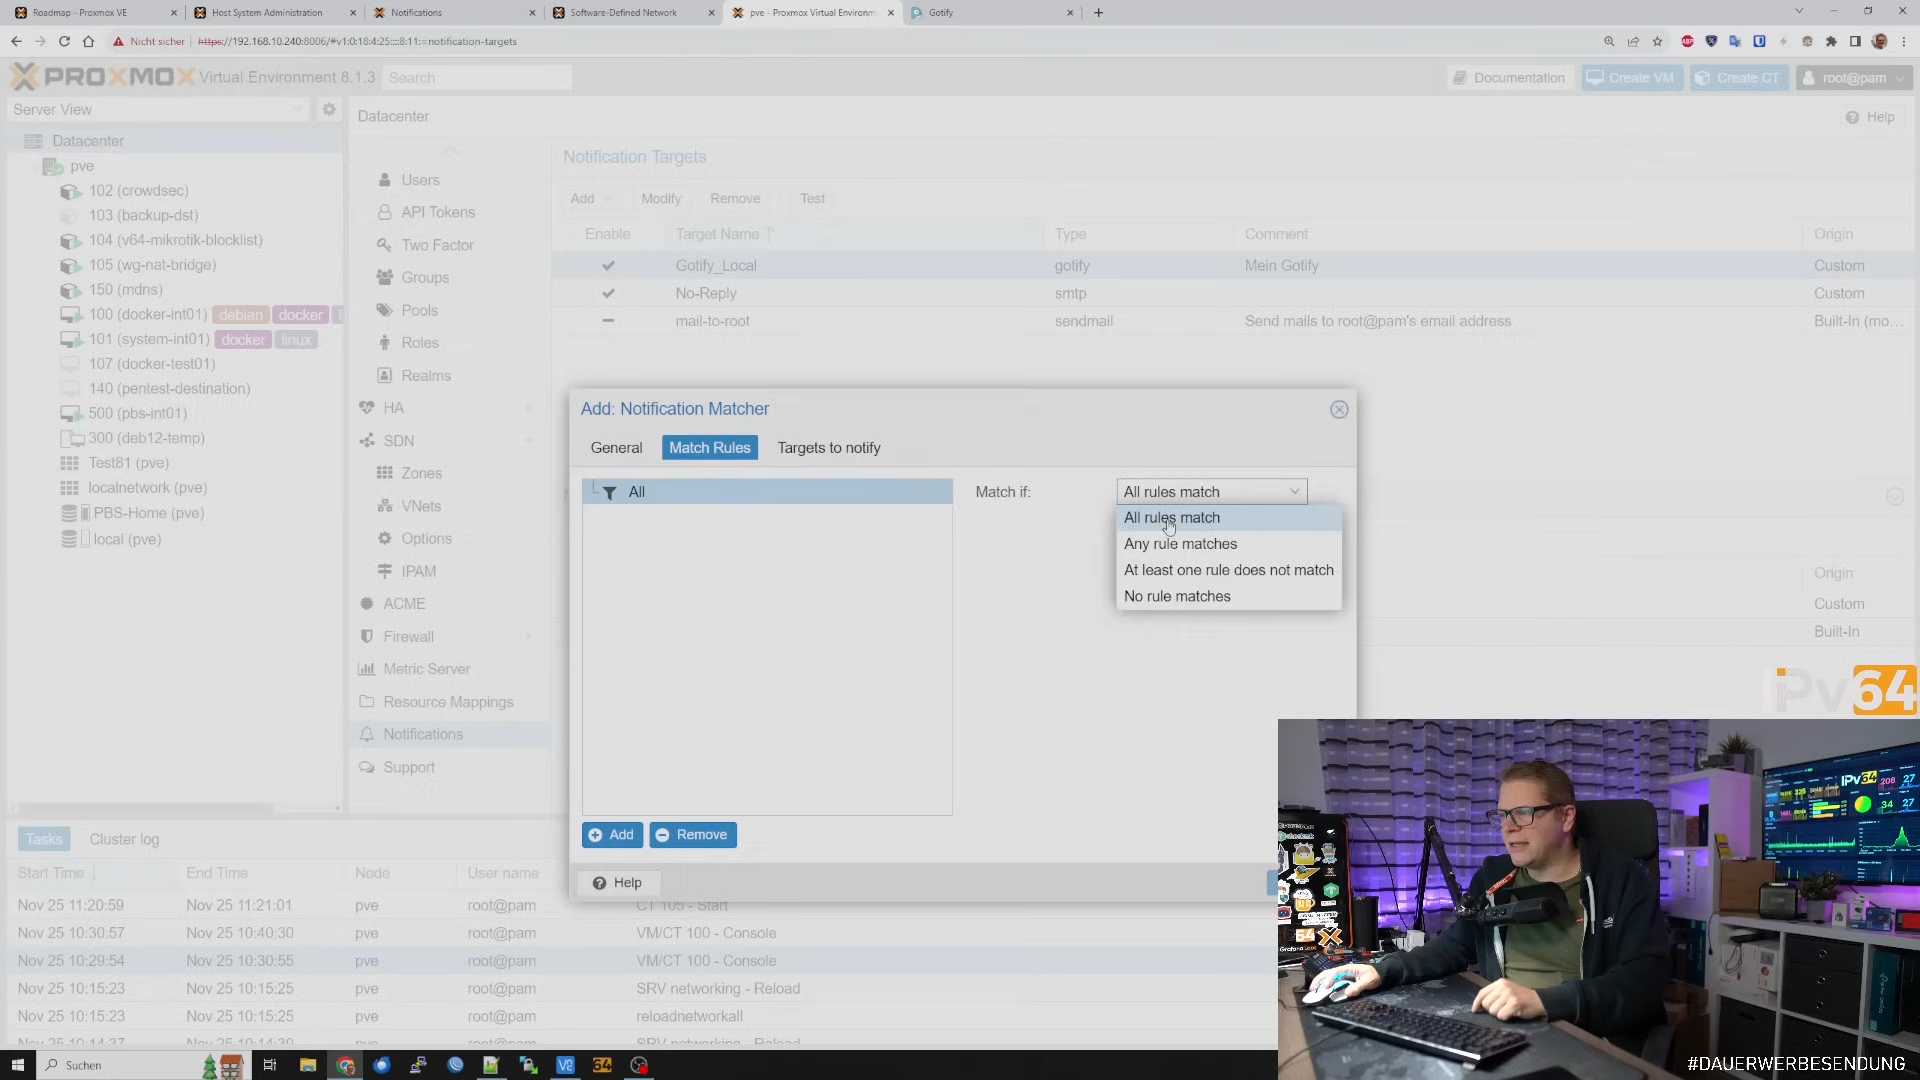 Roadmap - Proxmox VE
Host System Administration
Notifications
Software-Defined Network
pve - Proxmox Virtual Environm
Gotify
Nicht sicher
https://192.168.10.240:8006/#v1:0:18:4:25::::8:11:=notification-targets
PROXMOX Virtual Environment 8.1.3
Search
Documentation
Create VM
Create CT
root@pam
Server View
Datacenter
Help
Datacenter
pve
102 (crowdsec)
103 (backup-dst)
104 (v64-mikrotik-blocklist)
105 (wg-nat-bridge)
150 (mdns)
100 (docker-int01) debian docker
101 (system-int01) docker linux
107 (docker-test01)
140 (pentest-destination)
500 (pbs-int01)
300 (deb12-temp)
Test81 (pve)
localnetwork (pve)
PBS-Home (pve)
local (pve)
Users
API Tokens
Two Factor
Groups
Pools
Roles
Realms
HA
SDN
Zones
VNets
Options
IPAM
ACME
Firewall
Metric Server
Resource Mappings
Notifications
Support
Notification Targets
Add
Modify
Remove
Test
Enable Target Name Type Comment Origin
Gotify_Local gotify Mein Gotify Custom
No-Reply smtp Custom
mail-to-root sendmail Send mails to root@pam's email address Built-In (mo...
Add: Notification Matcher
General
Match Rules
Targets to notify
All
Match if:
All rules match
All rules match
Any rule matches
At least one rule does not match
No rule matches
Add
Remove
Help
Origin
Custom
Built-In
iPv64
Tasks
Cluster log
Start Time End Time Node User name
Nov 25 11:20:59 Nov 25 11:21:01 pve root@pam CT 105 - Start
Nov 25 10:30:57 Nov 25 10:40:30 pve root@pam VM/CT 100 - Console
Nov 25 10:29:54 Nov 25 10:30:55 pve root@pam VM/CT 100 - Console
Nov 25 10:15:23 Nov 25 10:15:25 pve root@pam SRV networking - Reload
Nov 25 10:15:23 Nov 25 10:15:25 pve root@pam reloadnetworkall
IPv64
64
Suchen
64
#DAUERWERBESENDUNG